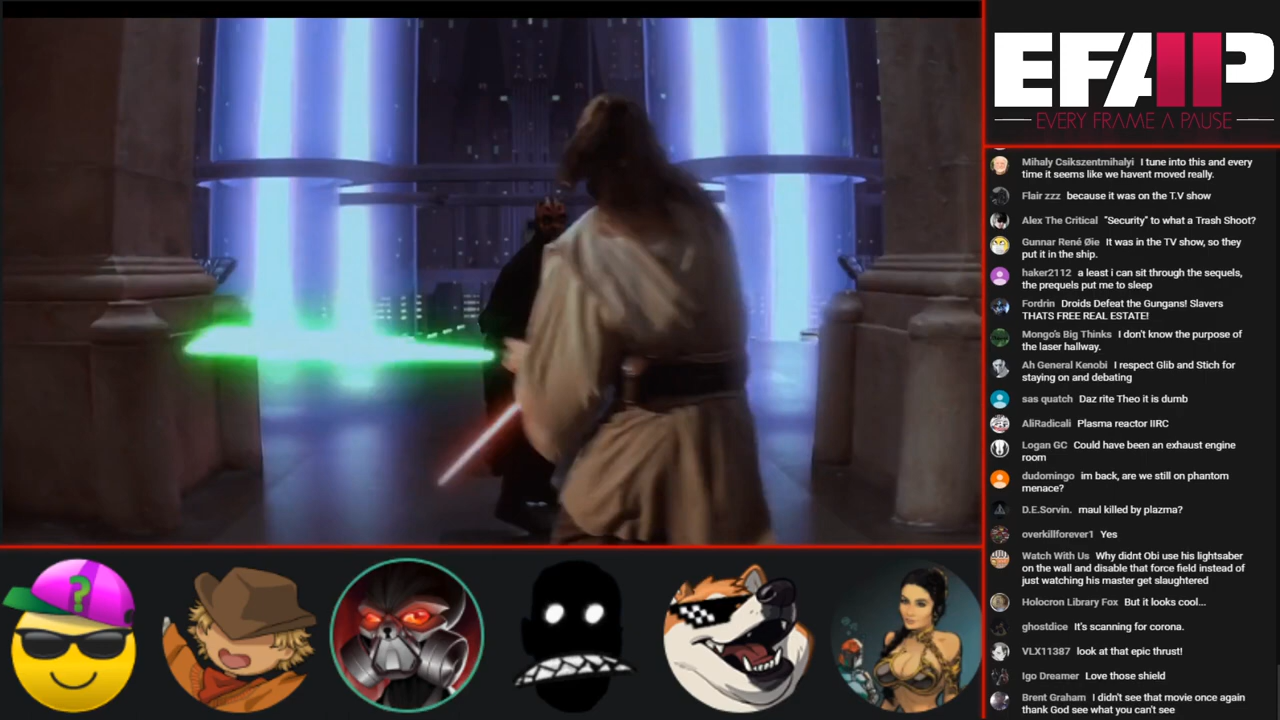 EFAP
EVERY FRAME A PAUSE
Mihaly Csikszentmihalyi I tune into this and every
time it seems like we havent moved really.
Flair zzz because it was on the T.V show
Alex The Critical "Security" to what a Trash Shoot?
Gunnar René Øie It was in the TV show, so they
put it in the ship.
haker2112 a least i can sit through the sequels,
the prequels put me to sleep
Fordrin Droids Defeat the Gungans! Slavers
THATS FREE REAL ESTATE!
Mongo's Big Thinks I don't know the purpose of
the laser hallway.
Ah General Kenobi I respect Glib and Stich for
staying on and debating
sas quatch Daz rite Theo it is dumb
AliRadicali Plasma reactor IIRC
Logan GC Could have been an exhaust engine
room
dudomingo im back, are we still on phantom
menace?
D.E.Sorvin. maul killed by plazma?
overkillforever1 Yes
Watch With Us Why didnt Obi use his lightsaber
on the wall and disable that force field instead of
just watching his master get slaughtered
Holocron Library Fox But it looks cool...
ghostdice It's scanning for corona.
VLX11387 look at that epic thrust!
Igo Dreamer Love those shield
Brent Graham I didn't see that movie once again
thank God see what you can't see
?